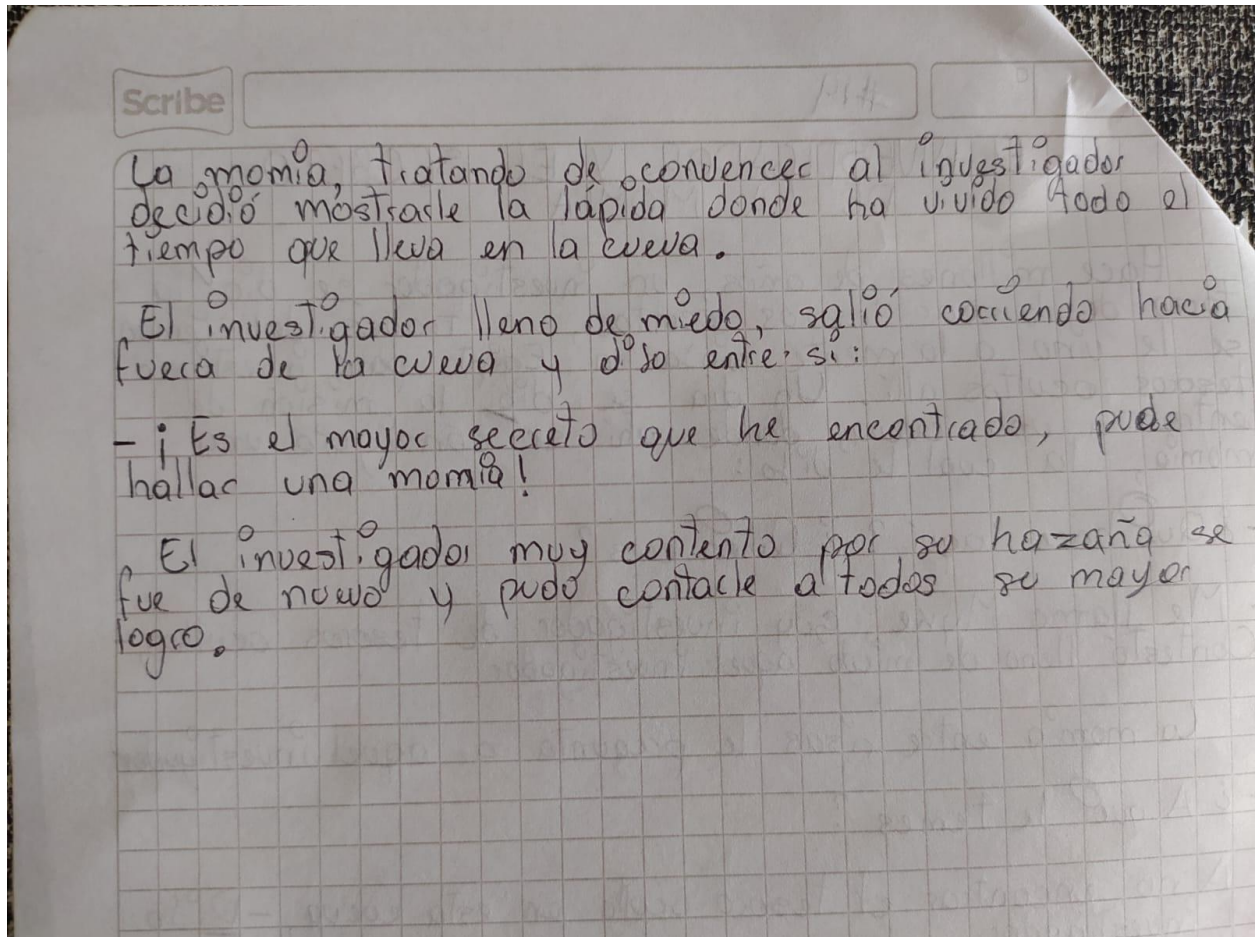 Scribe
La momia, tratando de convencer al investigador
decidió mostrarle la lápida donde ha vivido todo el
tiempo que lleva en la cueva.
El investigador lleno de miedo, salió corriendo hacia
fuera de la cueva y dijo entre sí:
-¡Es el mayor secreto que he encontrado, pude
hallar una momia!
El investigador muy contento por su hazaña se
fue de nuevo y pudo contarle a todos su mayor
logro.